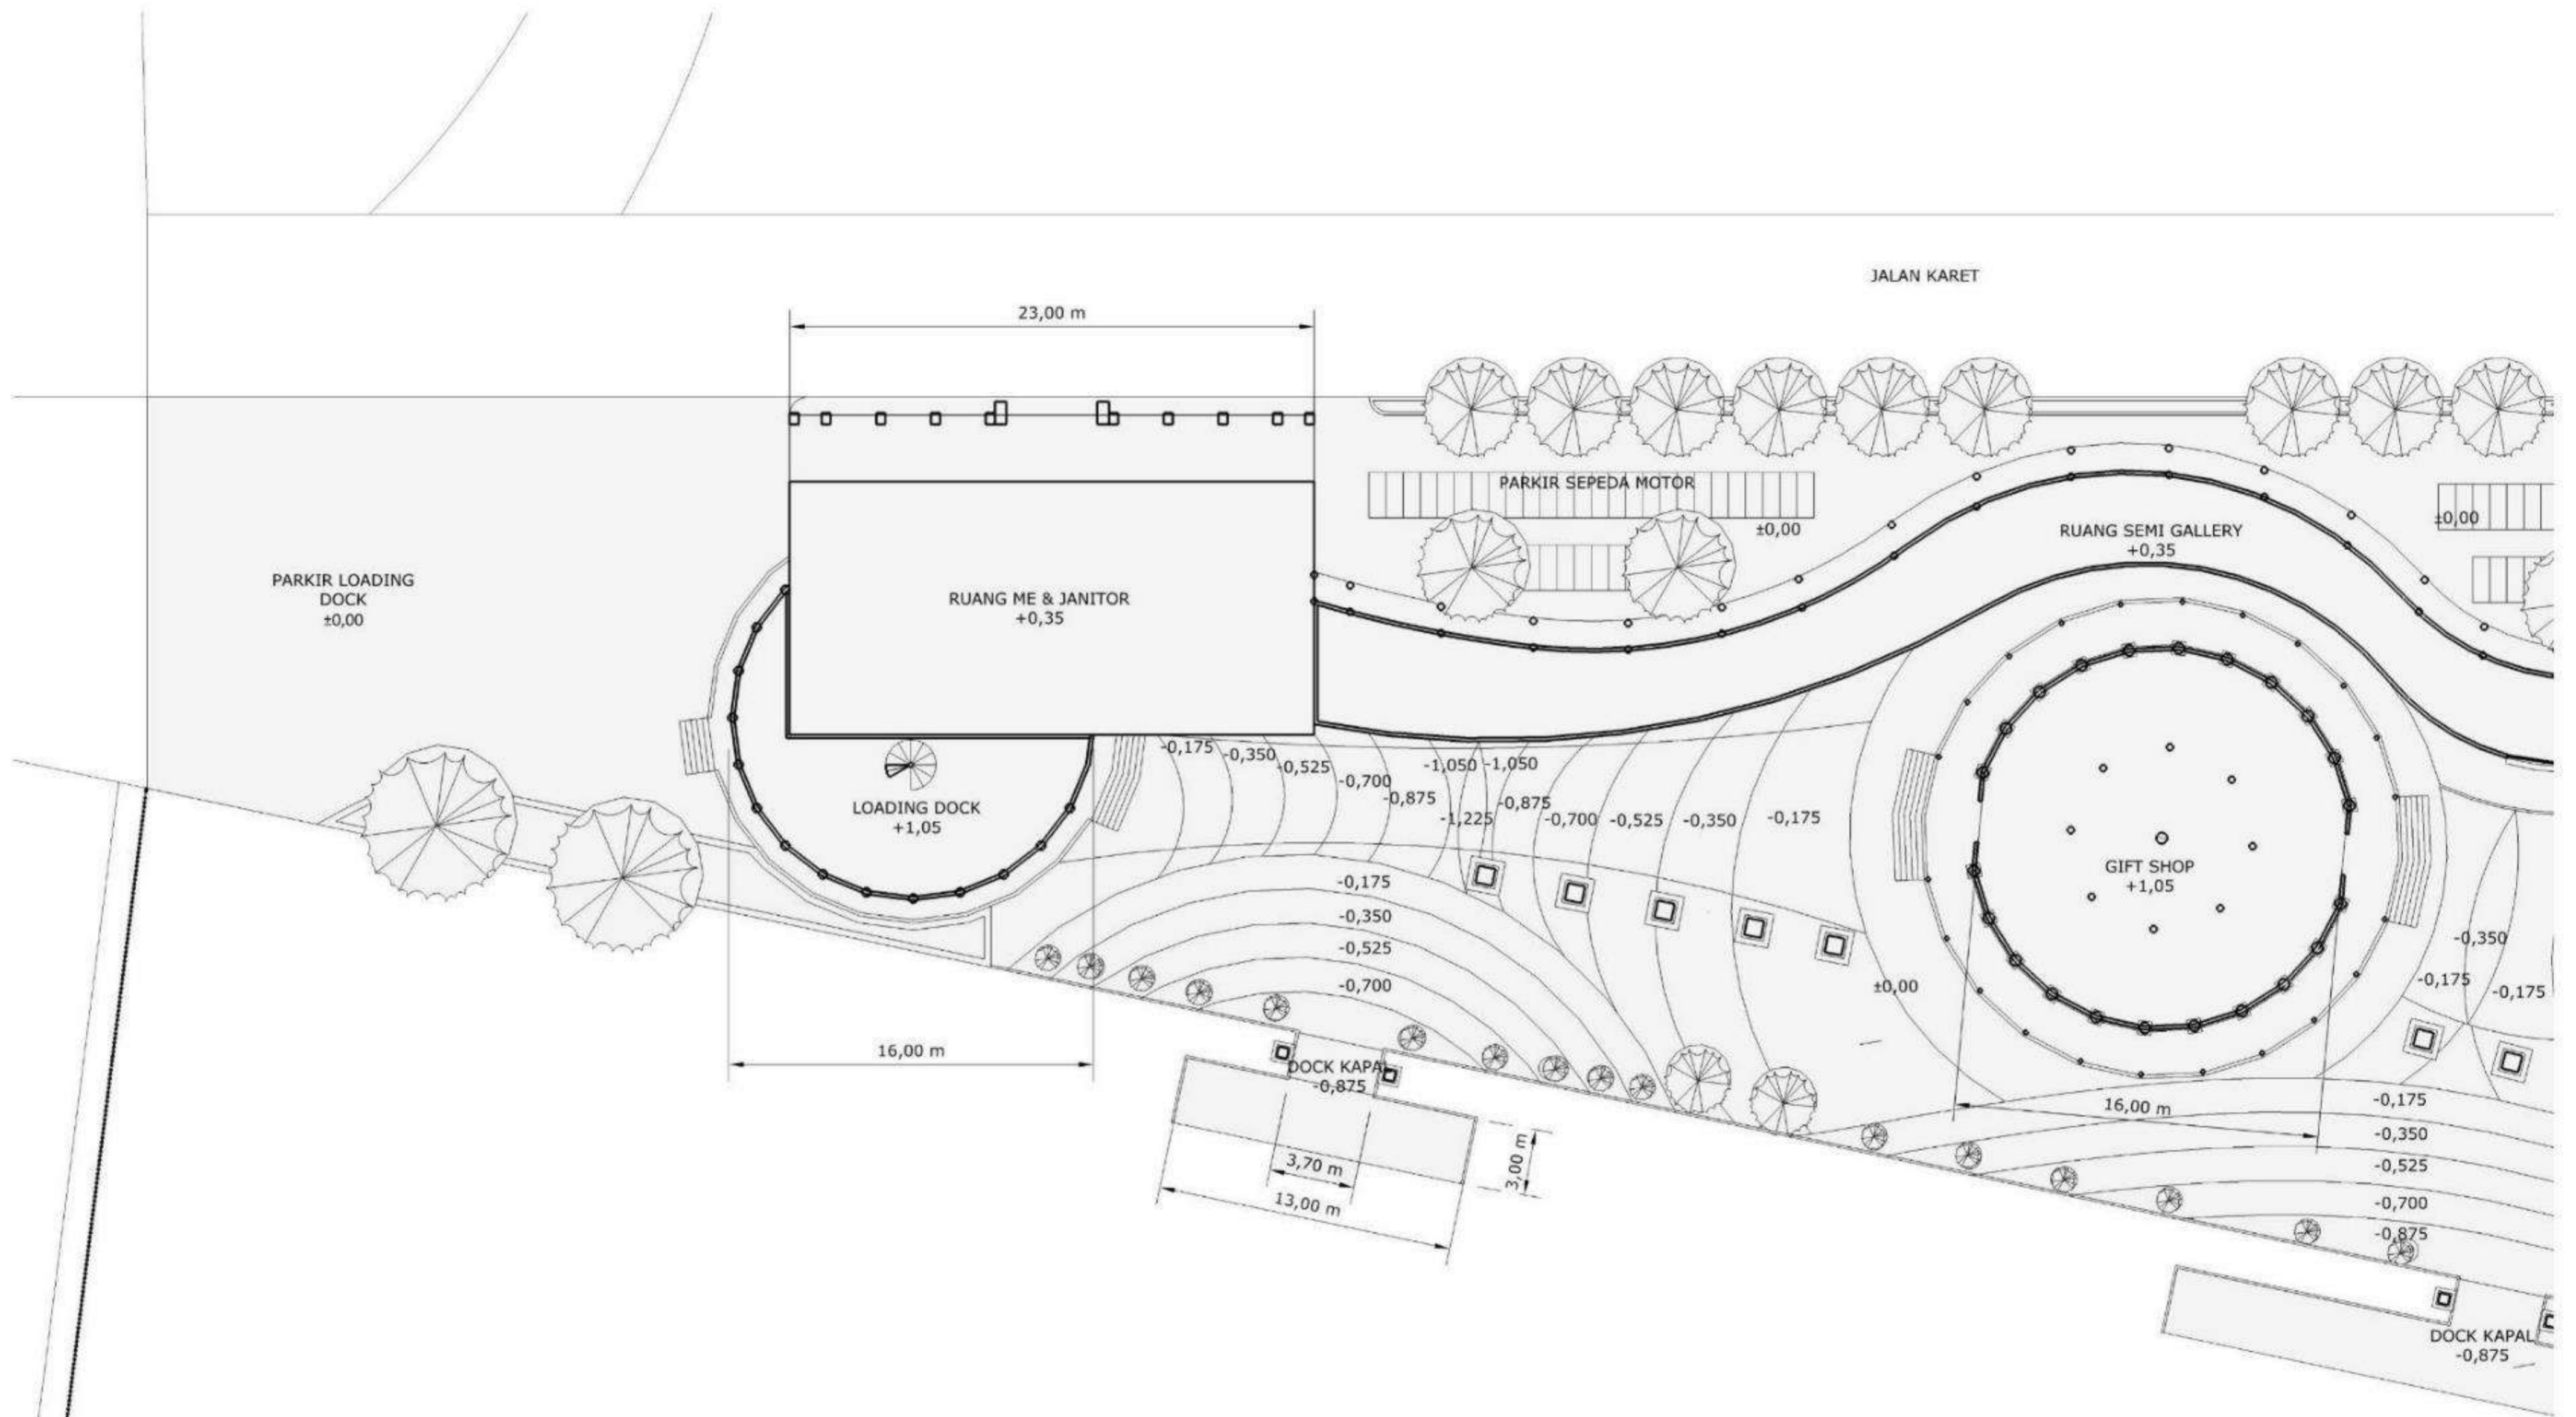 JALAN KARET
23,00 m
PARKIR SEPEDA MOTOR
±0,00
±0,00
RUANG SEMI GALLERY
+0,35
PARKIR LOADING
DOCK
±0,00
RUANG ME & JANITOR
+0,35
-0,175
-0,350
-0,525
-0,700
-0,875
-1,050
-1,050
-1,225
-0,875
-0,700
-0,525
-0,350
-0,175
LOADING DOCK
+1,05
GIFT SHOP
+1,05
-0,175
-0,350
-0,525
-0,700
-0,350
-0,175
-0,175
±0,00
16,00 m
DOCK KAPAL
-0,875
3,70 m
13,00 m
3,00 m
16,00 m
-0,175
-0,350
-0,525
-0,700
-0,875
DOCK KAPAL
-0,875